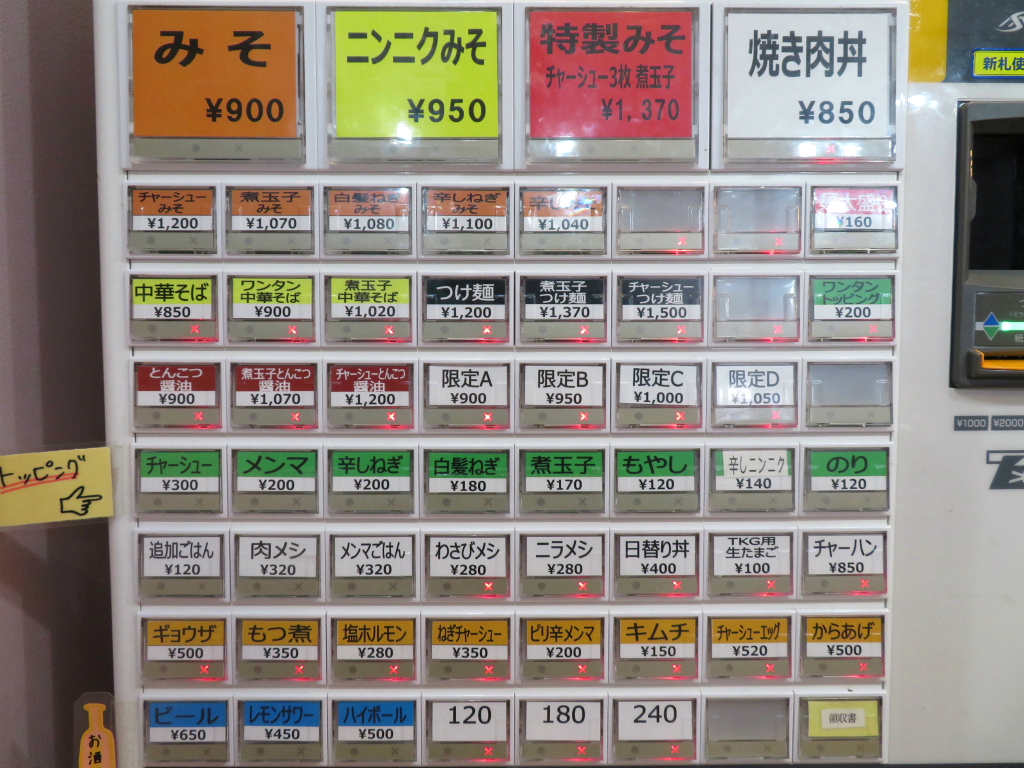 みそ
¥900
ニンニクみそ
¥950
特製みそ
チャーシュー3枚 煮玉子
¥1,370
焼き肉丼
¥850
新札使
チャーシュー
みそ
¥1,200
煮玉子
みそ
¥1,070
白髪ねぎ
みそ
¥1,080
辛しねぎ
みそ
¥1,100
辛し
¥1,040
¥160
中華そば
¥850
ワンタン
中華そば
¥900
煮玉子
中華そば
¥1,020
つけ麺
¥1,200
煮玉子
つけ麺
¥1,370
チャーシュー
つけ麺
¥1,500
ワンタン
トッピング
¥200
とんこつ
醤油
¥900
煮玉子とんこつ
醤油
¥1,070
チャーシューとんこつ
醤油
¥1,200
限定A
¥900
限定B
¥950
限定C
¥1,000
限定D
¥1,050
¥1000 ¥2000
トッピング
チャーシュー
¥300
メンマ
¥200
辛しねぎ
¥200
白髪ねぎ
¥180
煮玉子
¥170
もやし
¥120
辛しニンニク
¥140
のり
¥120
追加ごはん
¥120
肉メシ
¥320
メンマごはん
¥320
わさびメシ
¥280
ニラメシ
¥280
日替り丼
¥400
TKG用
生たまご
¥100
チャーハン
¥850
ギョウザ
¥500
もつ煮
¥350
塩ホルモン
¥280
ねぎチャーシュー
¥350
ピリ辛メンマ
¥200
キムチ
¥150
チャーシューエッグ
¥520
からあげ
¥500
お酒
ビール
¥650
レモンサワー
¥450
ハイボール
¥500
120
180
240
領収書